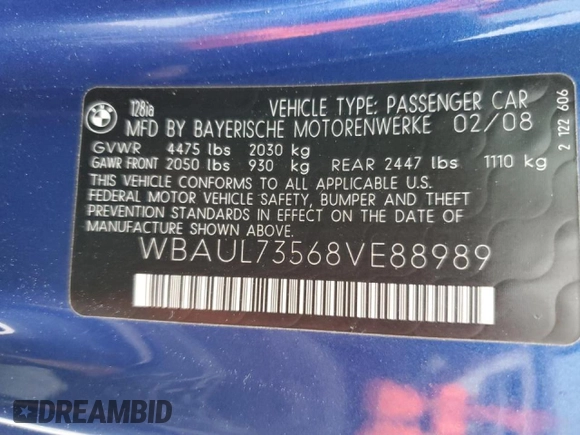 BMW
128ia
VEHICLE TYPE: PASSENGER CAR
MFD BY BAYERISCHE MOTORENWERKE 02/08
GVWR 4475 lbs 2030 kg
GAWR FRONT 2050 lbs 930 kg REAR 2447 lbs 1110 kg
THIS VEHICLE CONFORMS TO ALL APPLICABLE U.S.
FEDERAL MOTOR VEHICLE SAFETY, BUMPER AND THEFT
PREVENTION STANDARDS IN EFFECT ON THE DATE OF
MANUFACTURE SHOWN ABOVE.
WBAUL73568VE88989
2 122 606
DREAMBID